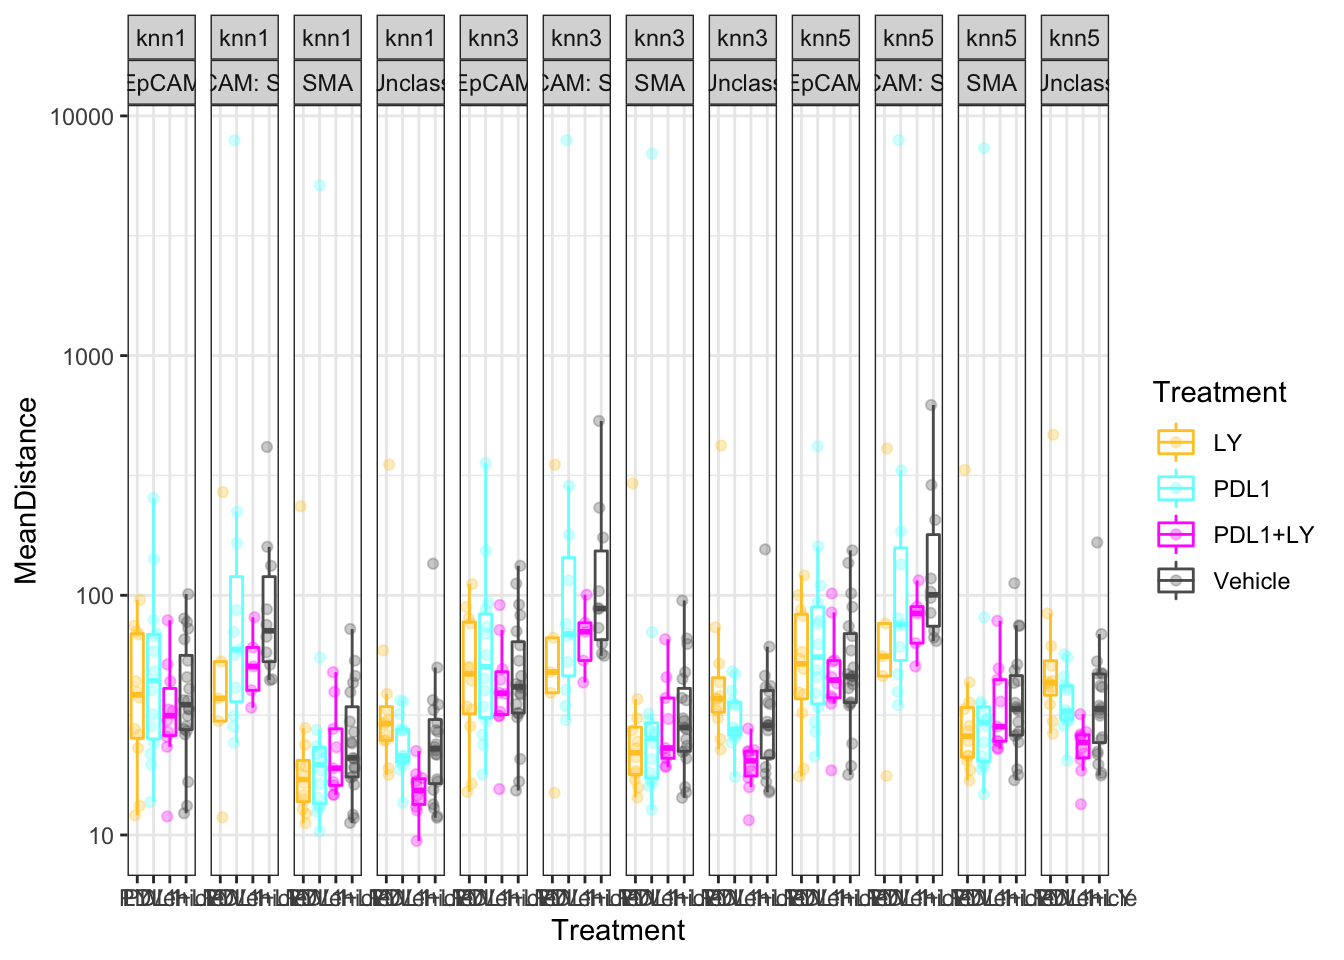 knn1 knn1 knn1 knn1 knn3 knn3 knn3 knn3 knn5 knn5 knn5 knn5
EpCAM CAM: S SMA Unclass EpCAM CAM: S SMA Unclass EpCAM CAM: S SMA Unclass
10000
1000
100
10
MeanDistance
Treatment
Treatment
LY
PDL1
PDL1+LY
Vehicle